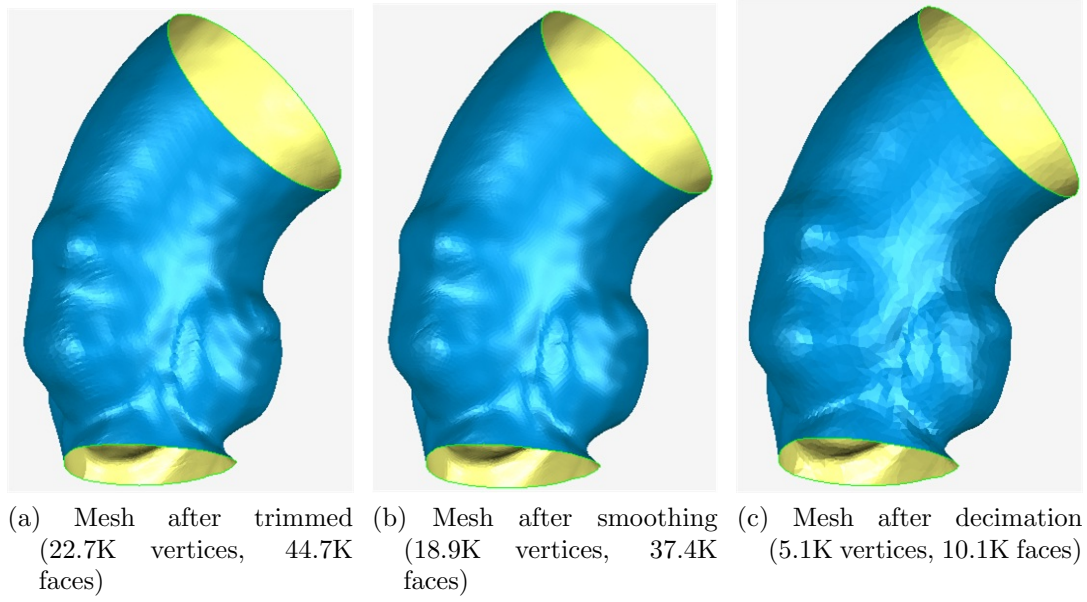 (a) Mesh after trimmed
(22.7K vertices, 44.7K
faces)
(b) Mesh after smoothing
(18.9K vertices, 37.4K
faces)
(c) Mesh after decimation
(5.1K vertices, 10.1K faces)